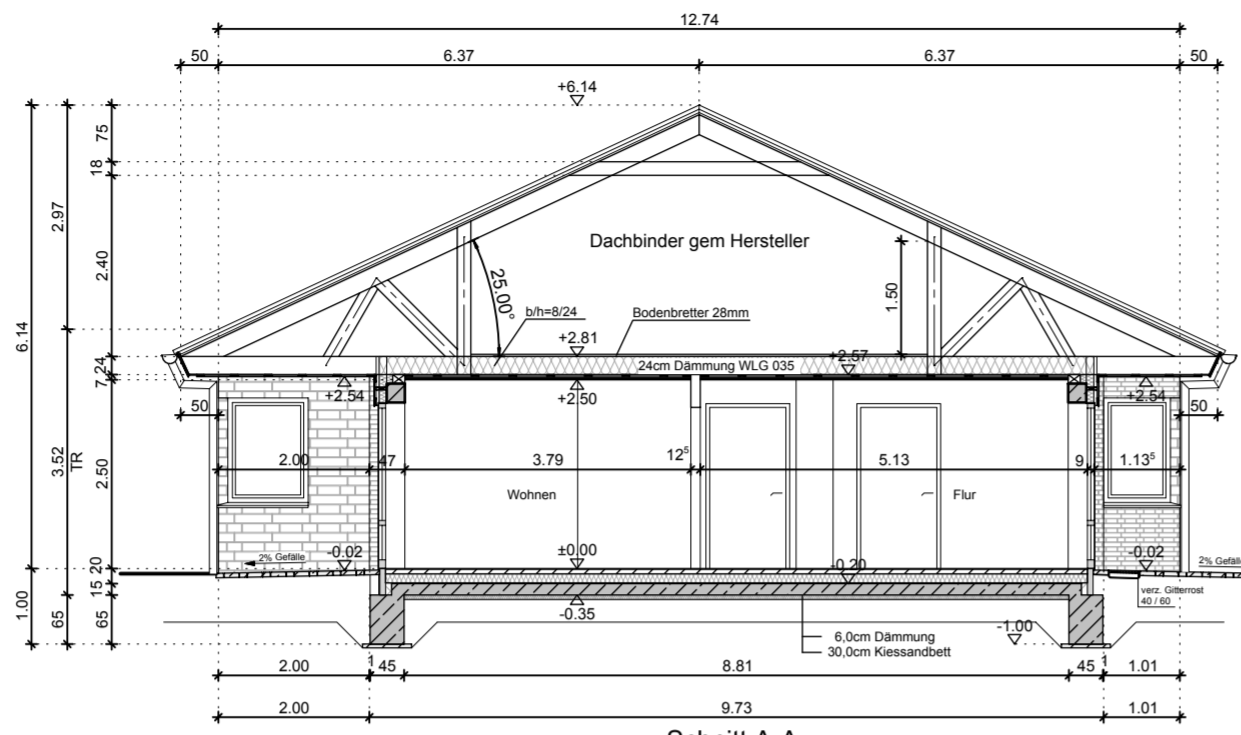 12.74
50 6.37 6.37 50
+6.14
75
18
2.97
2.40
6.14
24
7
3.52
TR
2.50
20
15
1.00
65
65
Dachbinder gem Hersteller
25.00°
1.50
b/h=8/24
Bodenbretter 28mm
+2.81
24cm Dämmung WLG 035
+2.57
+2.54
+2.50
+2.54
50
50
2.00 47 3.79 12⁵ 5.13 9 1.13⁵
Wohnen
Flur
2% Gefälle
-0.02
±0.00
-0.20
-0.02
2% Gefälle
verz. Gitterrost
40 / 60
-0.35
-1.00
6,0cm Dämmung
30,0cm Kiessandbett
2.00 1 45 8.81 45 1 1.01
2.00 9.73 1.01
Schnitt A-A